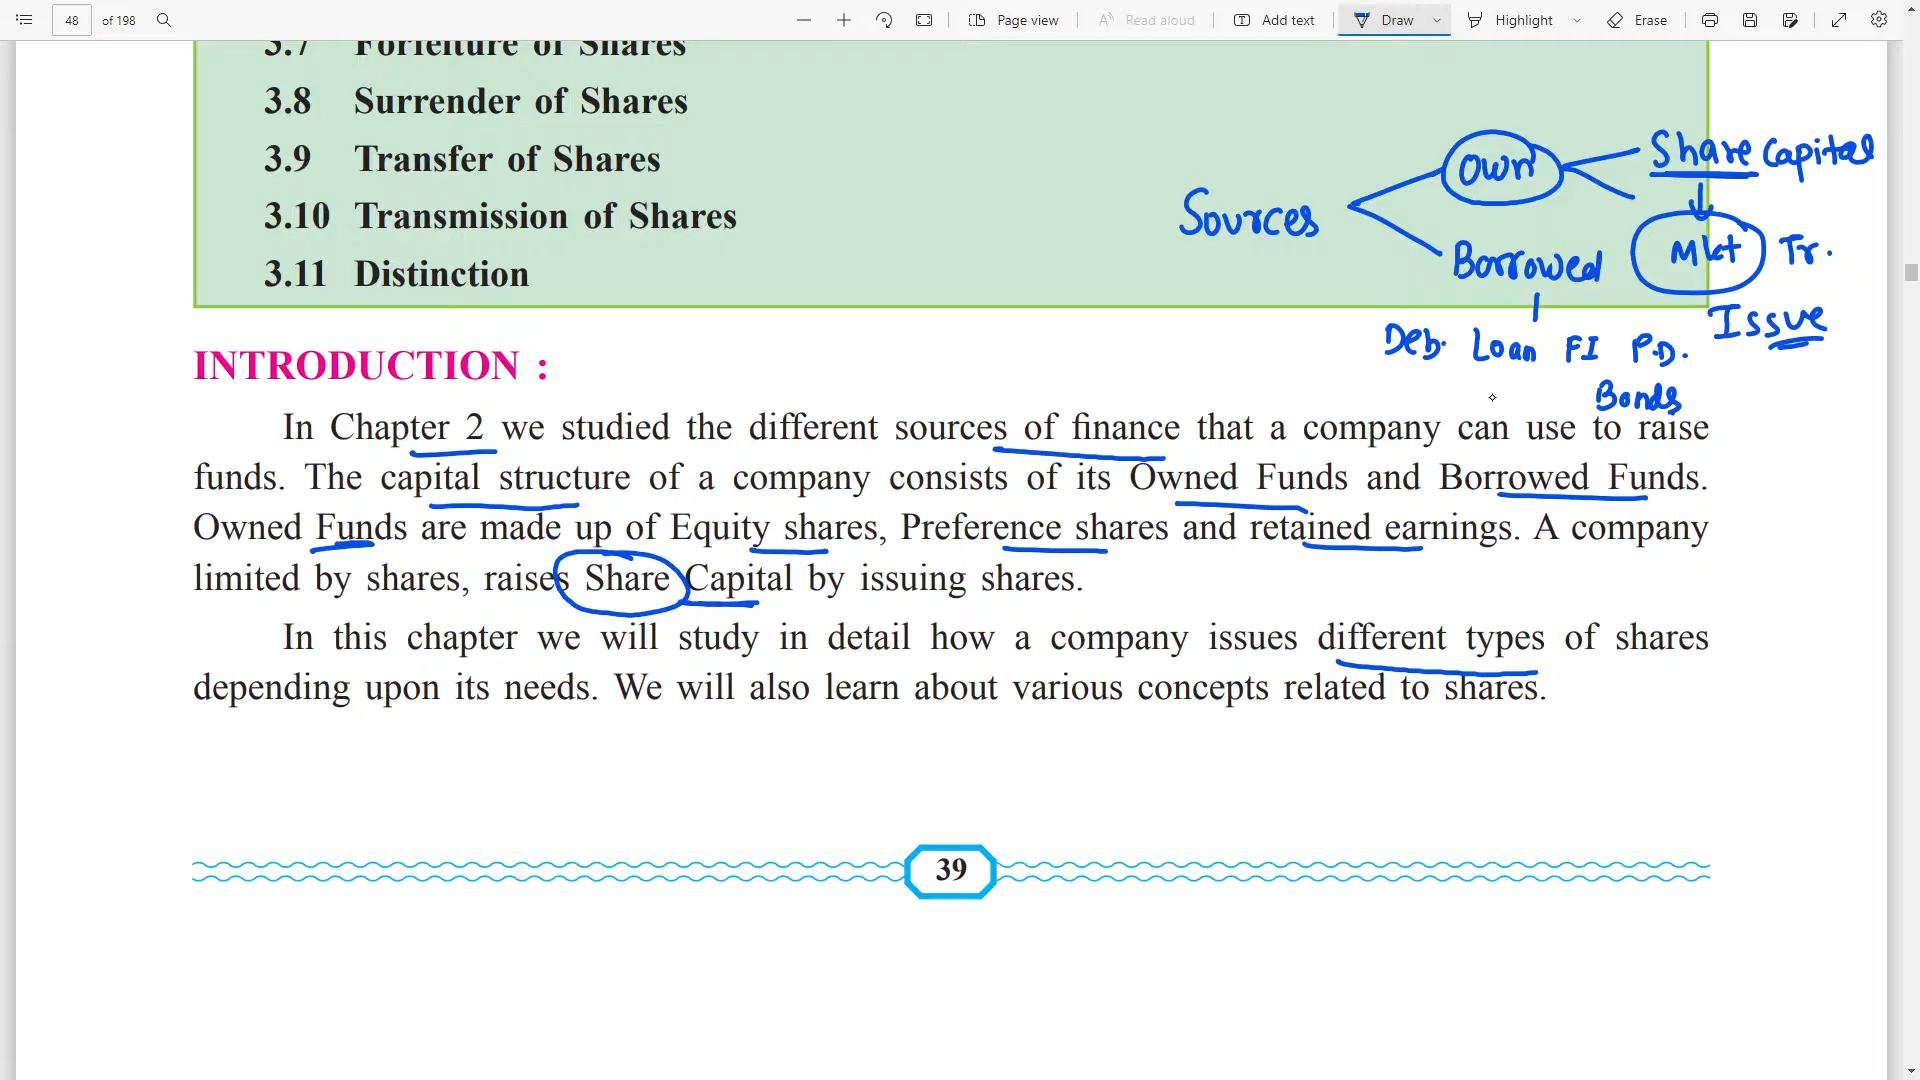 48 of 198 Page view Read aloud Add text Draw Highlight Erase
3.7 Forfeiture of Shares
3.8 Surrender of Shares
3.9 Transfer of Shares
3.10 Transmission of Shares
3.11 Distinction
Sources
Own
Share Capital
Borrowed
Mkt Tr.
Issue
Deb. Loan FI P.D.
Bonds
INTRODUCTION :
In Chapter 2 we studied the different sources of finance that a company can use to raise
funds. The capital structure of a company consists of its Owned Funds and Borrowed Funds.
Owned Funds are made up of Equity shares, Preference shares and retained earnings. A company
limited by shares, raises Share Capital by issuing shares.
In this chapter we will study in detail how a company issues different types of shares
depending upon its needs. We will also learn about various concepts related to shares.
39